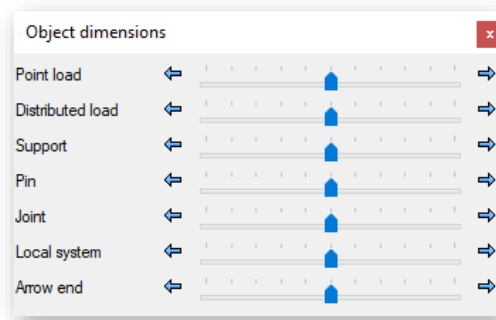 Object dimensions
x
Point load
Distributed load
Support
Pin
Joint
Local system
Arrow end